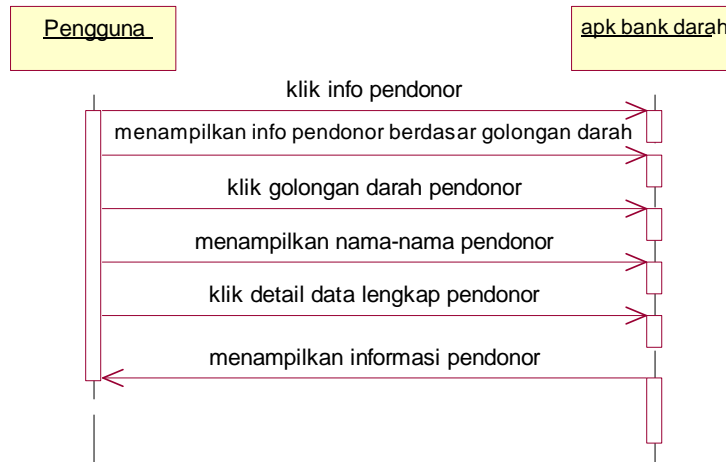 Pengguna
apk bank darah
klik info pendonor
menampilkan info pendonor berdasar golongan darah
klik golongan darah pendonor
menampilkan nama-nama pendonor
klik detail data lengkap pendonor
menampilkan informasi pendonor